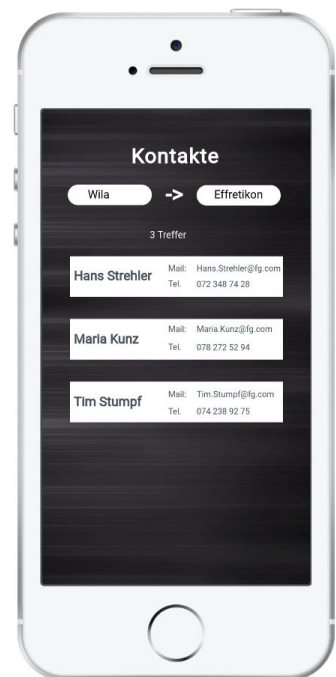 Kontakte
Wila -> Effretikon
3 Treffer
Hans Strehler Mail: Hans.Strehler@fg.com
Tel. 072 348 74 28
Maria Kunz Mail: Maria.Kunz@fg.com
Tel. 078 272 52 94
Tim Stumpf Mail: Tim.Stumpf@fg.com
Tel. 074 238 92 75